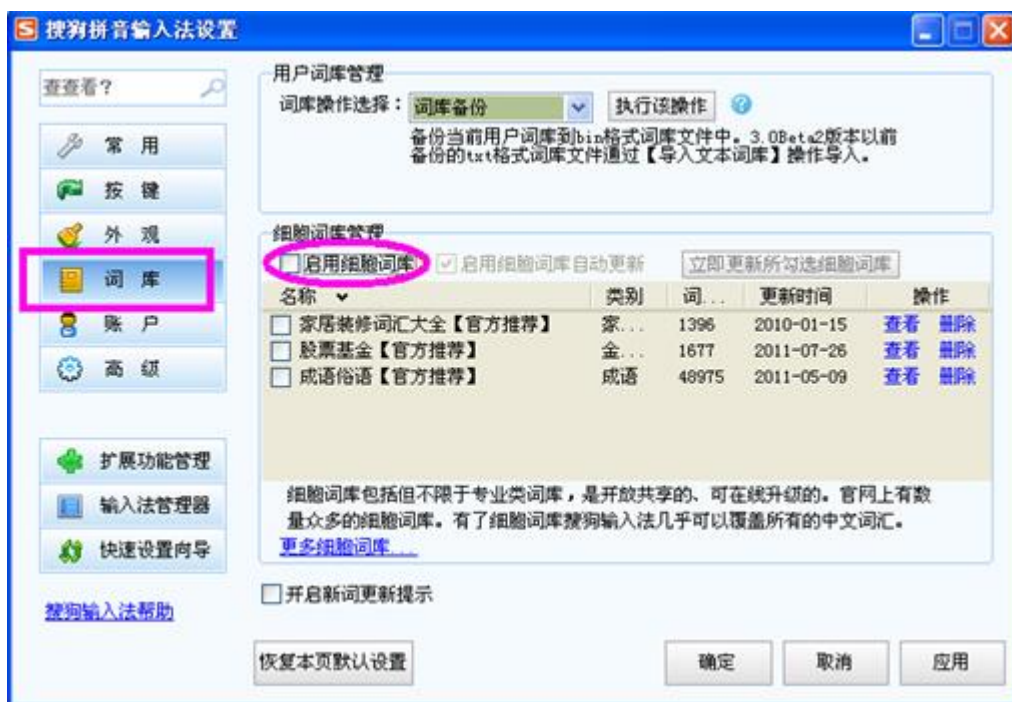 搜狗拼音输入法设置
查查看?
常 用
按 键
外 观
词 库
账 户
高 级
扩展功能管理
输入法管理器
快速设置向导
搜狗输入法帮助
用户词库管理
词库操作选择: 词库备份 执行该操作
备份当前用户词库到bin格式词库文件中。3.0Beta2版本以前
备份的txt格式词库文件通过【导入文本词库】操作导入。
细胞词库管理
启用细胞词库 启用细胞词库自动更新 立即更新所勾选细胞词库
名称 类别 词... 更新时间 操作
家居装修词汇大全【官方推荐】 家... 1396 2010-01-15 查看 删除
股票基金【官方推荐】 金... 1677 2011-07-26 查看 删除
成语俗语【官方推荐】 成语 48975 2011-05-09 查看 删除
细胞词库包括但不限于专业类词库,是开放共享的、可在线升级的。官网上有数
量众多的细胞词库。有了细胞词库搜狗输入法几乎可以覆盖所有的中文词汇。
更多细胞词库...
开启新词更新提示
恢复本页默认设置 确定 取消 应用